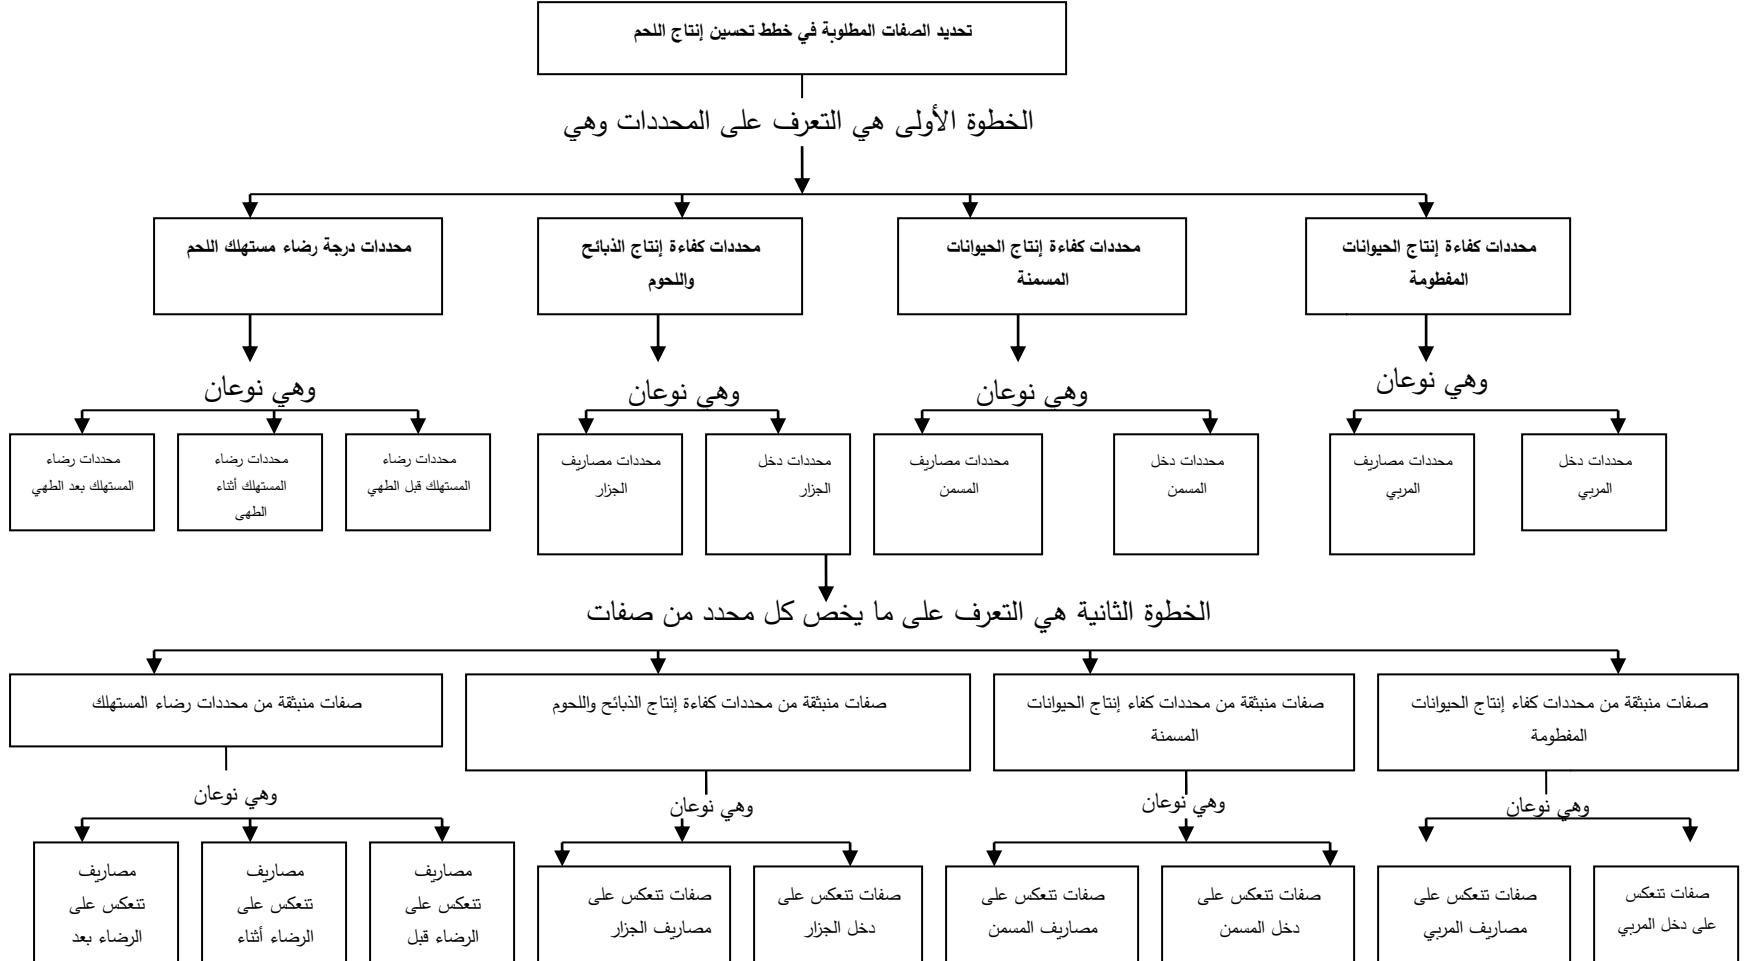 تحديد الصفات المطلوبة في خطط تحسين إنتاج اللحم
الخطوة الأولى هي التعرف على المحددات وهي
محددات كفاءة إنتاج الحيوانات
المفطومة
محددات كفاءة إنتاج الحيوانات
المسمنة
محددات كفاءة إنتاج الذبائح
واللحوم
محددات درجة رضاء مستهلك اللحم
وهي نوعان
وهي نوعان
وهي نوعان
وهي نوعان
محددات دخل
المربي
محددات مصاريف
المربي
محددات دخل
المسمن
محددات مصاريف
المسمن
محددات دخل
الجزار
محددات مصاريف
الجزار
محددات رضاء
المستهلك قبل الطهي
محددات رضاء
المستهلك أثناء
الطهى
محددات رضاء
المستهلك بعد الطهي
الخطوة الثانية هي التعرف على ما يخص كل محدد من صفات
صفات منبثقة من محددات كفاء إنتاج الحيوانات
المفطومة
صفات منبثقة من محددات كفاء إنتاج الحيوانات
المسمنة
صفات منبثقة من محددات كفاءة إنتاج الذبائح واللحوم
صفات منبثقة من محددات رضاء المستهلك
وهي نوعان
وهي نوعان
وهي نوعان
وهي نوعان
صفات تنعكس
على دخل المربي
صفات تنعكس على
مصاريف المربي
صفات تنعكس على
دخل المسمن
صفات تنعكس على
مصاريف المسمن
صفات تنعكس على
دخل الجزار
صفات تنعكس على
مصاريف الجزار
مصاريف
تنعكس على
الرضاء قبل
مصاريف
تنعكس على
الرضاء أثناء
مصاريف
تنعكس على
الرضاء بعد